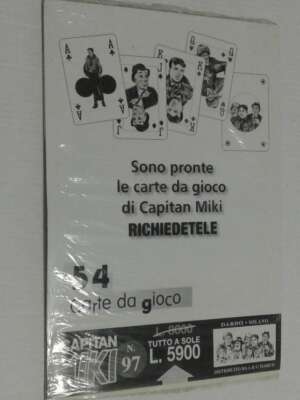 A A
R J
Q R
Q
Sono pronte
le carte da gioco
di Capitan Miki
RICHIEDETELE
54
carte da gioco
CAPITAN
MIKI
N.
97
L. 8000
TUTTO A SOLE
L. 5900
DARDO - MILANO